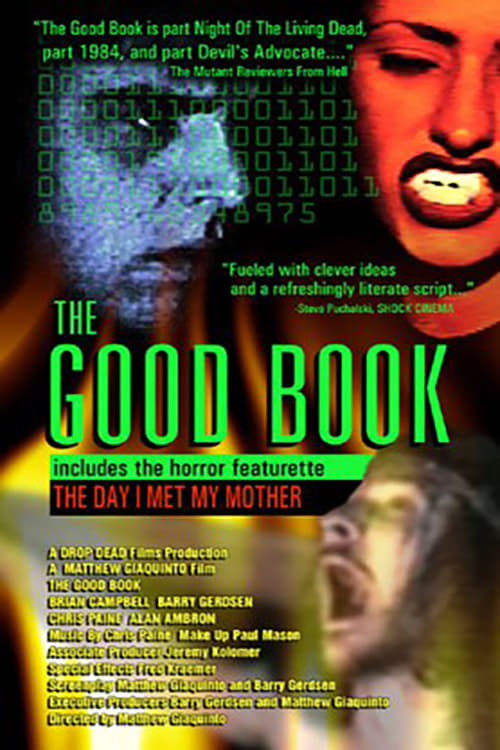 "The Good Book is part Night Of The Living Dead,
part 1984, and part Devil's Advocate...."
The Mutant Reviewers From Hell
"Fueled with clever ideas
and a refreshingly literate script..."
-Steve Puchalski, SHOCK CINEMA
THE
GOOD BOOK
includes the horror featurette
THE DAY I MET MY MOTHER
A DROP DEAD Films Production
A MATTHEW GIAQUINTO Film
THE GOOD BOOK
BRIAN CAMPBELL BARRY GERDSEN
CHRIS PAINE ALAN AMBRON
Music By Chris Paine Make Up Paul Mason
Associate Producer Jeremy Kolomer
Special Effects Fred Kraemer
Screenplay Matthew Giaquinto and Barry Gerdsen
Executive Producers Barry Gerdsen and Matthew Giaquinto
Directed by Matthew Giaquinto